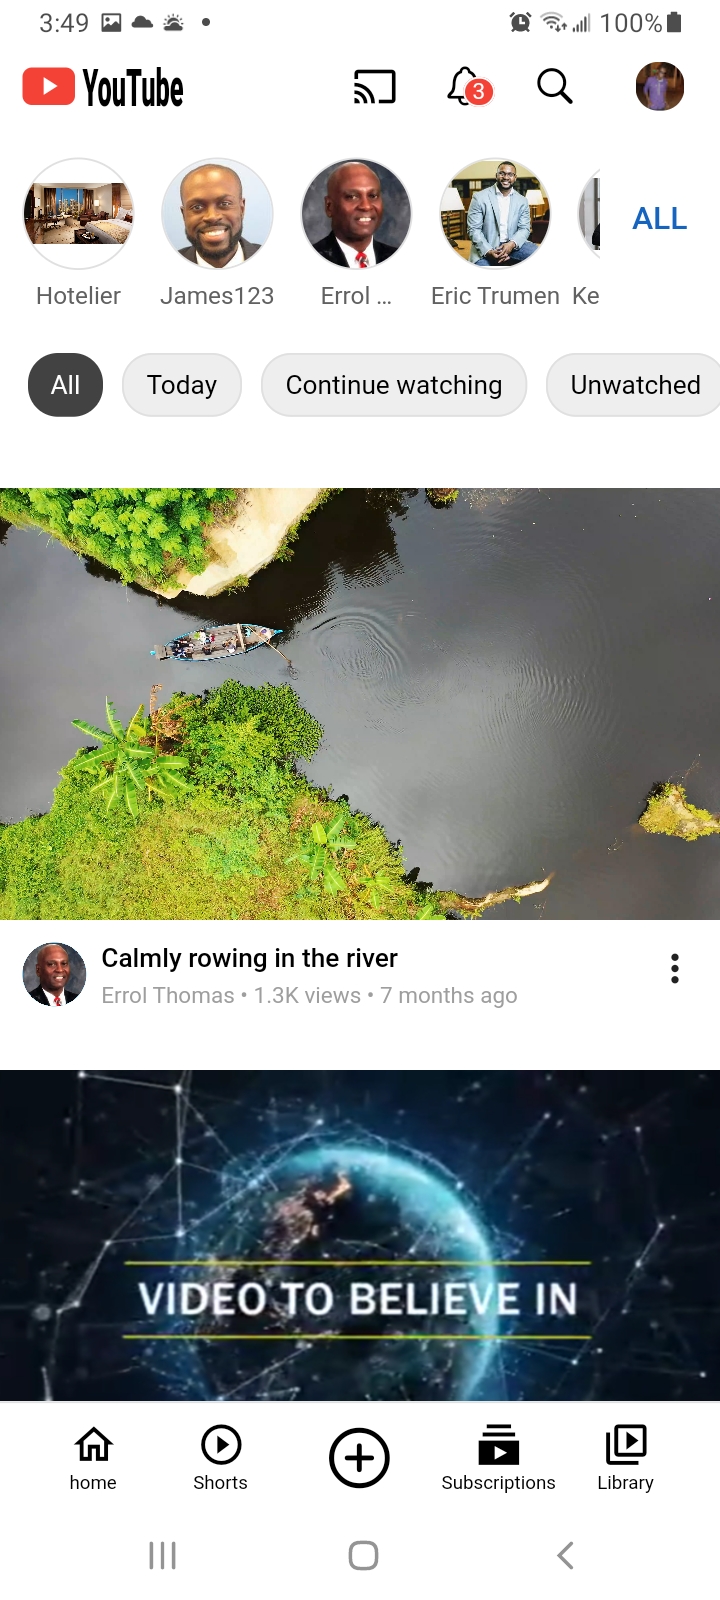 3:49 100%
YouTube 3
Hotelier James123 Errol ... Eric Trumen Ke ALL
All Today Continue watching Unwatched
Calmly rowing in the river
Errol Thomas • 1.3K views • 7 months ago
VIDEO TO BELIEVE IN
home Shorts Subscriptions Library